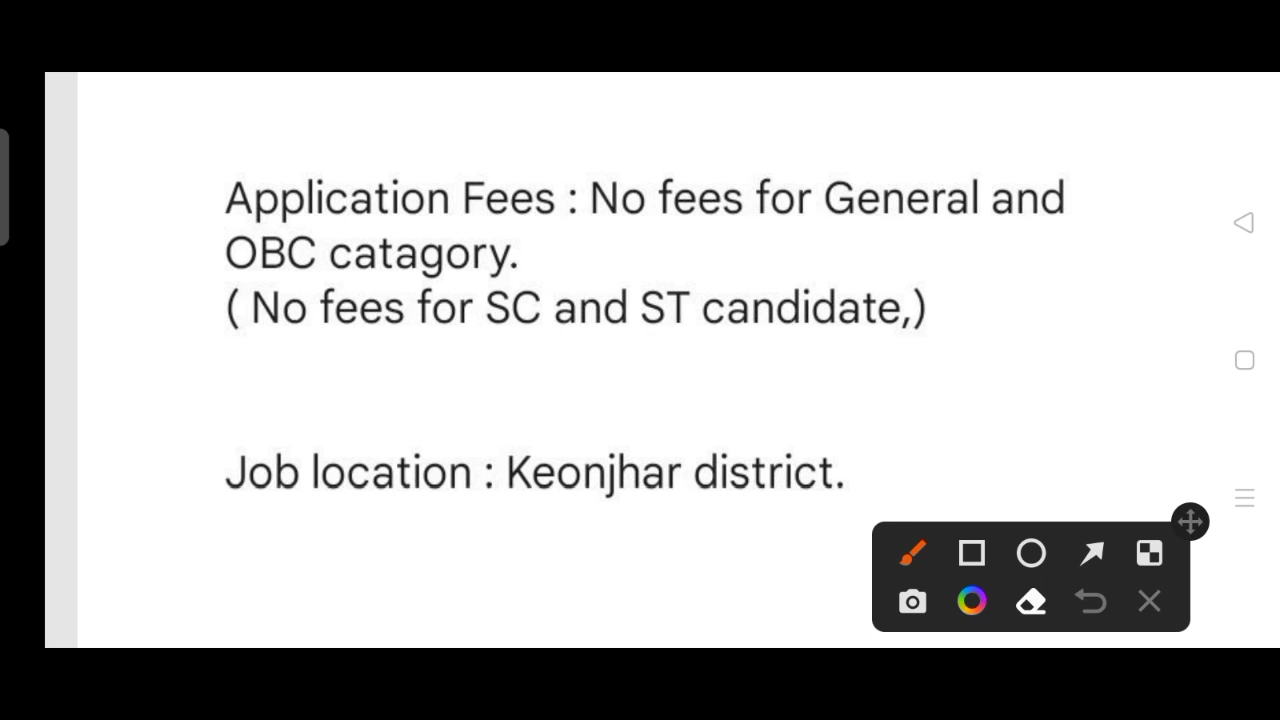 Application Fees : No fees for General and
OBC catagory.
( No fees for SC and ST candidate,)
Job location : Keonjhar district.